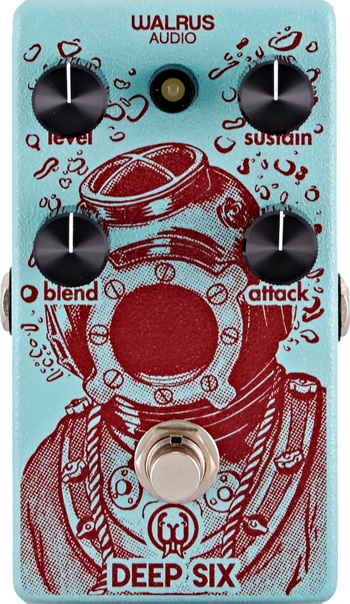 WALRUS
AUDIO
level
sustain
blend
attack
DEEP SIX